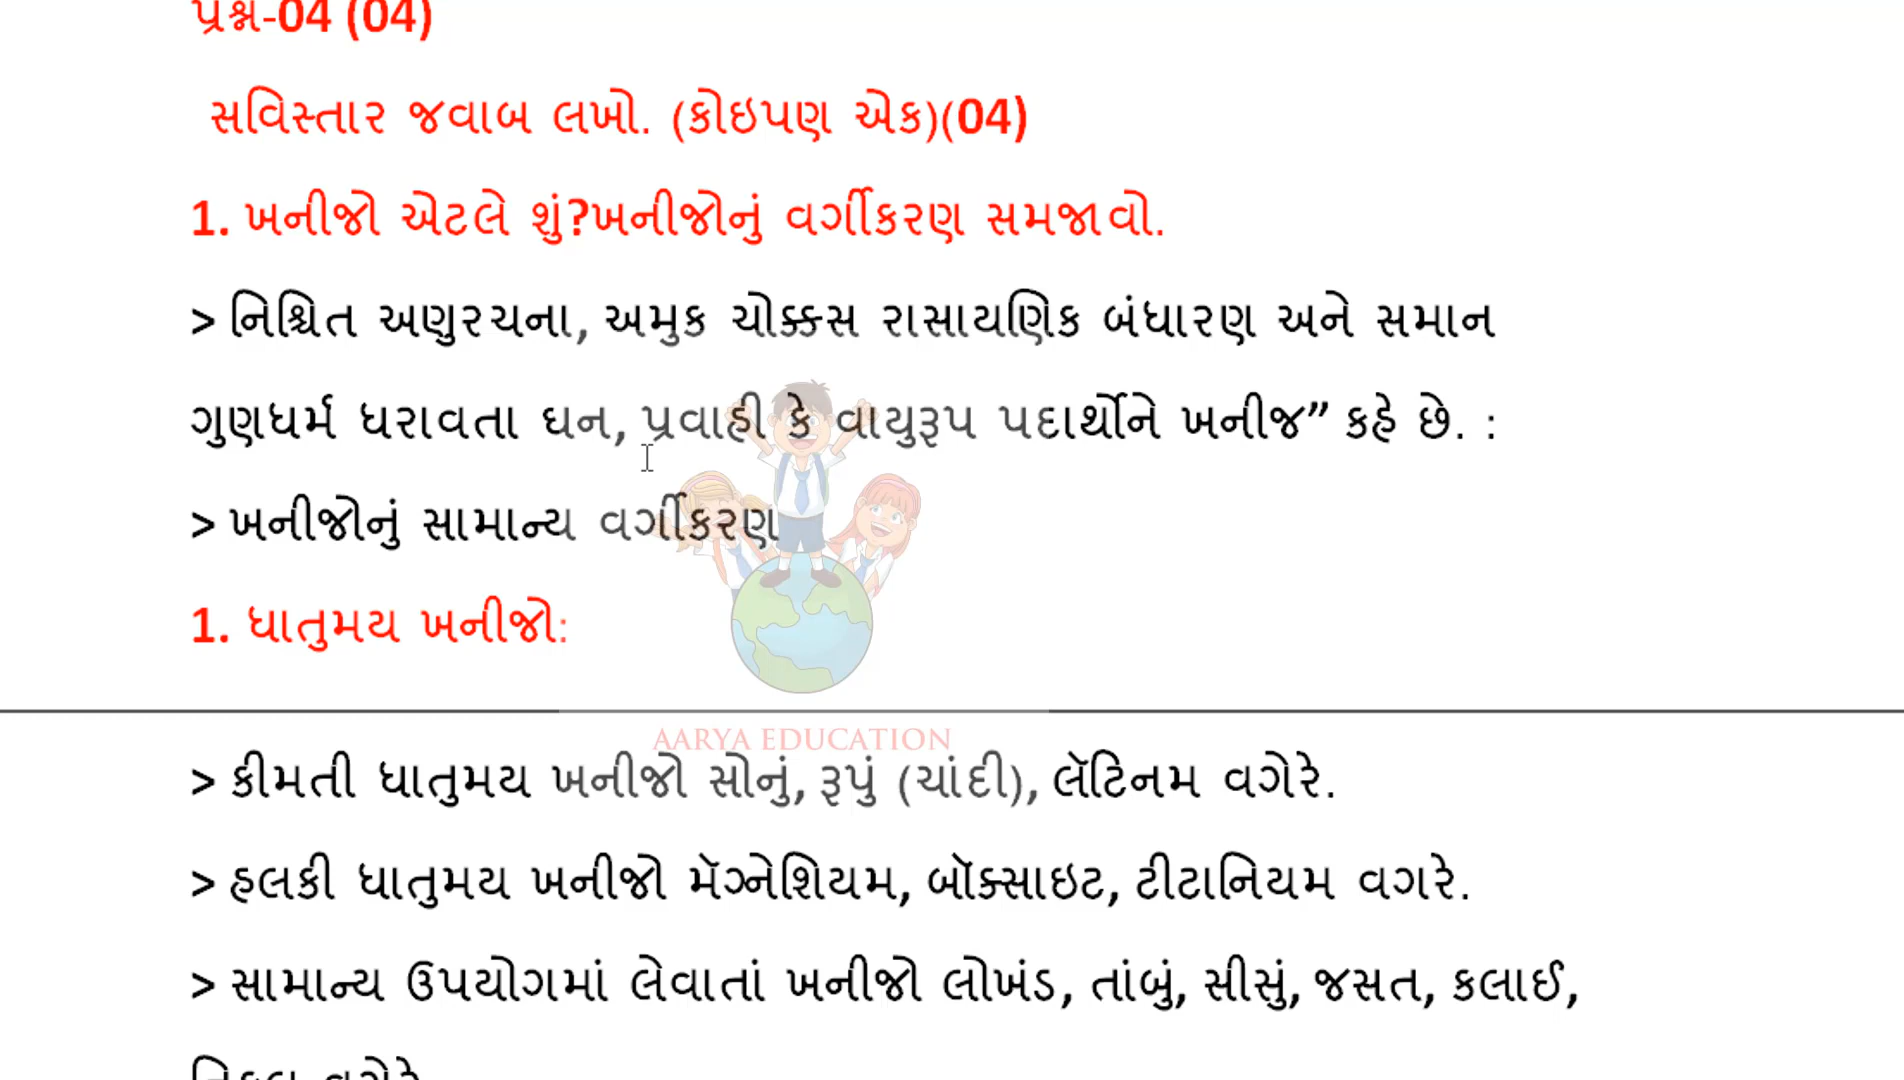 પ્રશ્ન-04 (04)
સવિસ્તાર જવાબ લખો. (કોઇપણ એક)(04)
1. ખનીજો એટલે શું?ખનીજોનું વર્ગીકરણ સમજાવો.
> નિશ્ચિત અણુરચના, અમુક ચોક્કસ રાસાયણિક બંધારણ અને સમાન
ગુણધર્મ ધરાવતા ઘન, પ્રવાહી કે વાયુરૂપ પદાર્થોને ખનીજ” કહે છે. :
> ખનીજોનું સામાન્ય વર્ગીકરણ
1. ધાતુમય ખનીજો:
AARYA EDUCATION
> કીમતી ધાતુમય ખનીજો સોનું, રૂપું (ચાંદી), લૅટિનમ વગેરે.
> હલકી ધાતુમય ખનીજો મૅગ્નેશિયમ, બૉક્સાઇટ, ટીટાનિયમ વગરે.
> સામાન્ય ઉપયોગમાં લેવાતાં ખનીજો લોખંડ, તાંબું, સીસું, જસત, કલાઈ,
નિકલ વગેરે